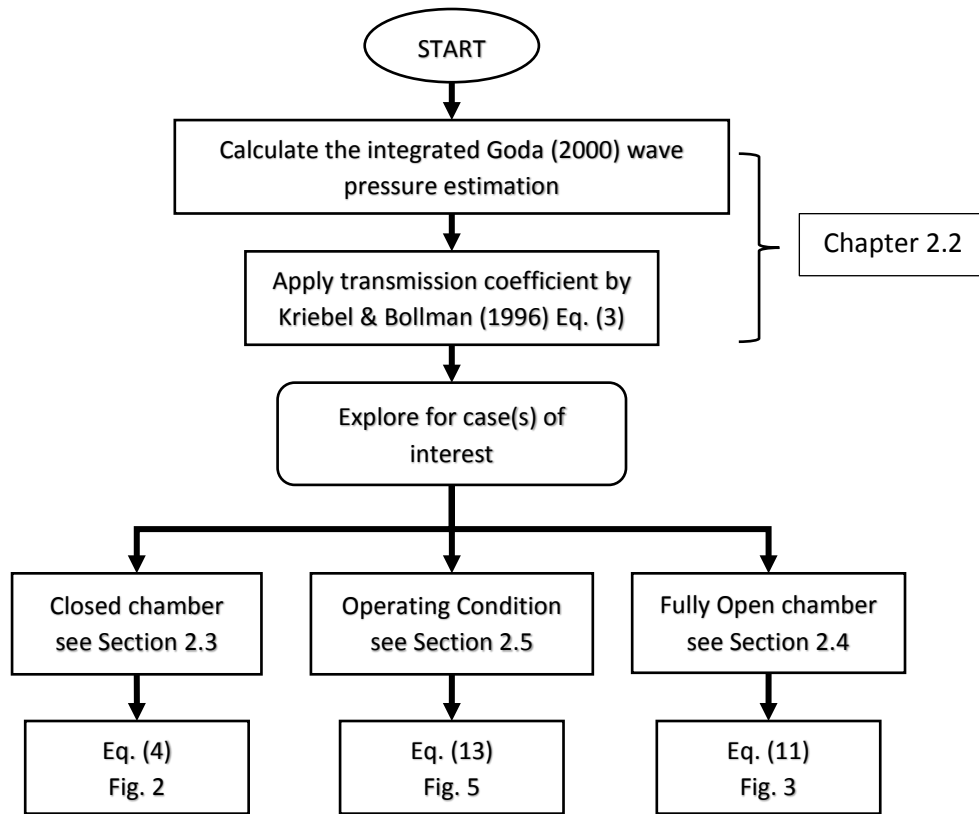 START
Calculate the integrated Goda (2000) wave
pressure estimation
Chapter 2.2
Apply transmission coefficient by
Kriebel & Bollman (1996) Eq. (3)
Explore for case(s) of
interest
Closed chamber
see Section 2.3
Operating Condition
see Section 2.5
Fully Open chamber
see Section 2.4
Eq. (4)
Fig. 2
Eq. (13)
Fig. 5
Eq. (11)
Fig. 3